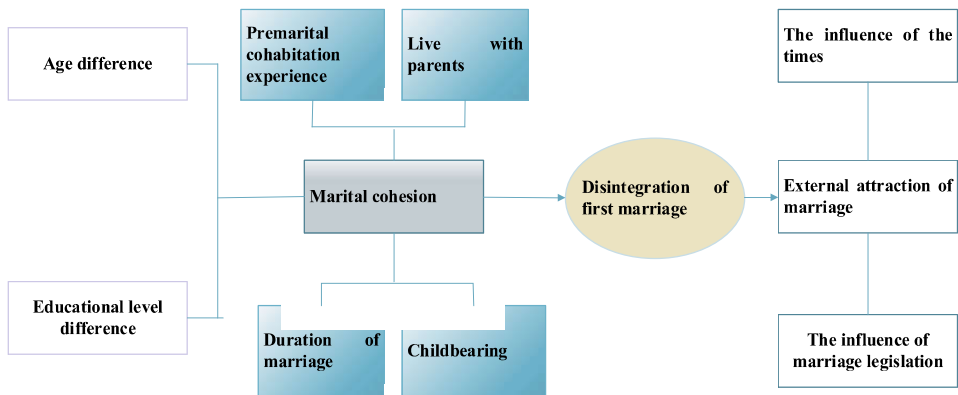 Age difference
Premarital
cohabitation
experience
Live with
parents
The influence of the
times
Marital cohesion
Disintegration of
first marriage
External attraction of
marriage
Educational level
difference
Duration of
marriage
Childbearing
The influence of
marriage legislation